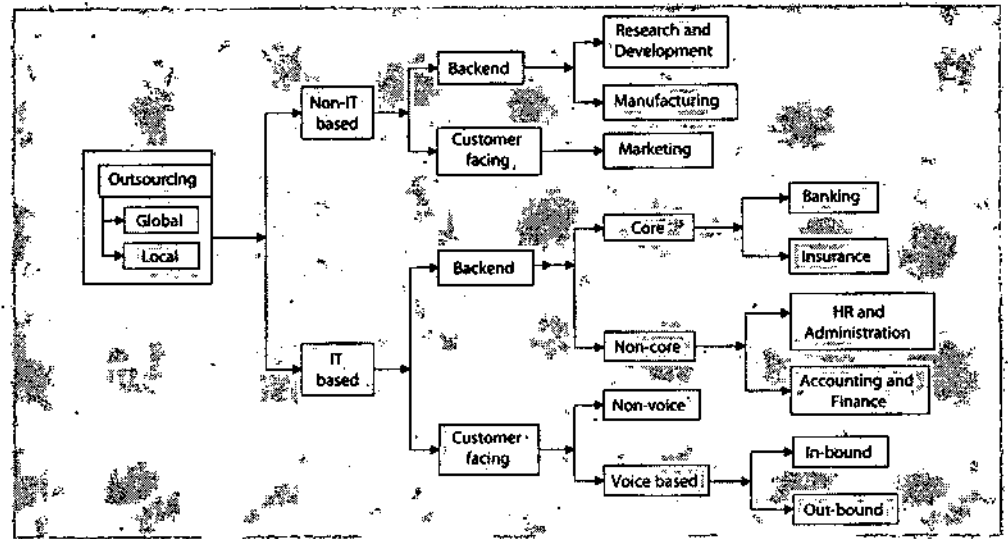 Research and
Development
Backend
Non-IT
based
Manufacturing
Customer
facing
Marketing
Outsourcing
Global
Local
Banking
Core
Insurance
Backend
HR and
Administration
Non-core
IT
based
Accounting and
Finance
Non-voice
Customer
facing
In-bound
Voice based
Out-bound